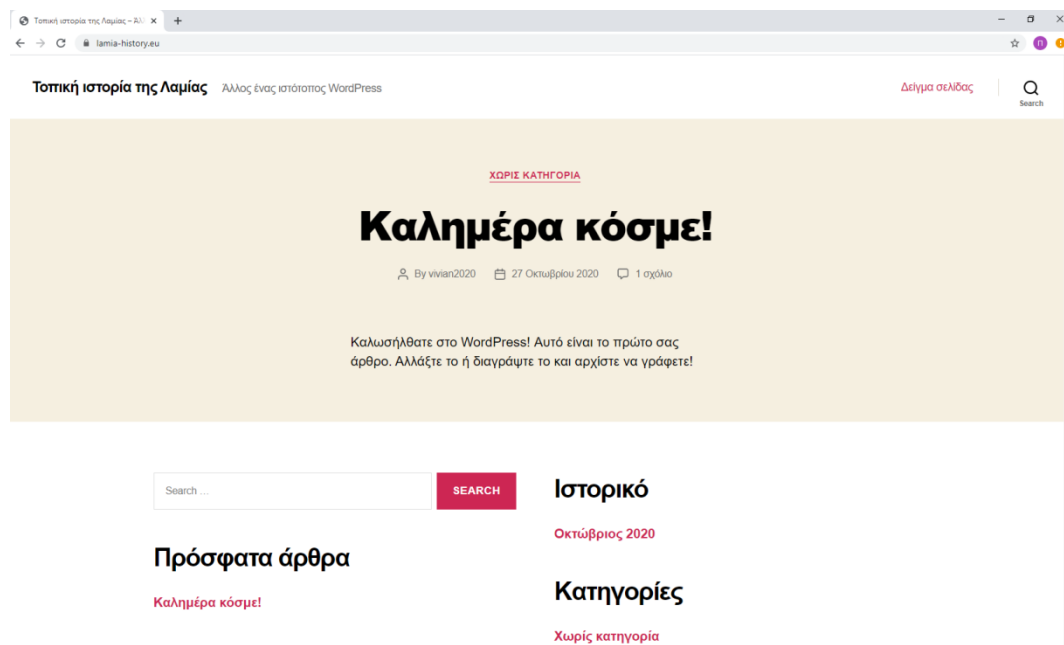 Τοπική ιστορία της Λαμίας – Άλλ
lamia-history.eu
Τοπική ιστορία της Λαμίας Άλλος ένας ιστότοπος WordPress Δείγμα σελίδας
Search
ΧΩΡΙΣ ΚΑΤΗΓΟΡΙΑ
Καλημέρα κόσμε!
By vivian2020 27 Οκτωβρίου 2020 1 σχόλιο
Καλωσήλθατε στο WordPress! Αυτό είναι το πρώτο σας
άρθρο. Αλλάξτε το ή διαγράψτε το και αρχίστε να γράφετε!
Search ... SEARCH
Πρόσφατα άρθρα
Καλημέρα κόσμε!
Ιστορικό
Οκτώβριος 2020
Κατηγορίες
Χωρίς κατηγορία